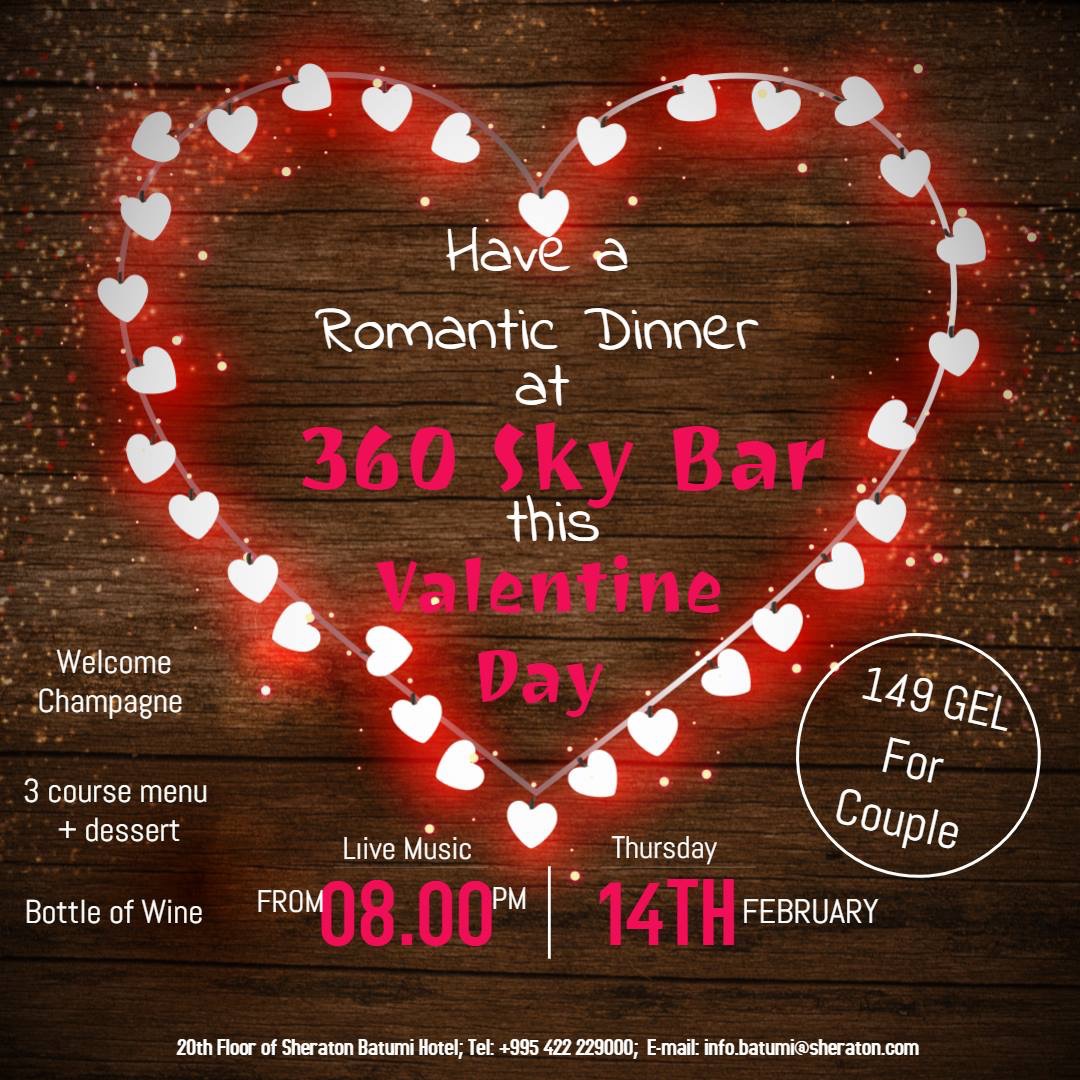 Have a
Romantic Dinner
at
360 Sky Bar
this
Valentine
Day
Welcome
Champagne
3 course menu
+ dessert
Bottle of Wine
149 GEL
For
Couple
Liive Music
FROM 08.00 PM
Thursday
14TH FEBRUARY
20th Floor of Sheraton Batumi Hotel; Tel: +995 422 229000; E-mail: info.batumi@sheraton.com